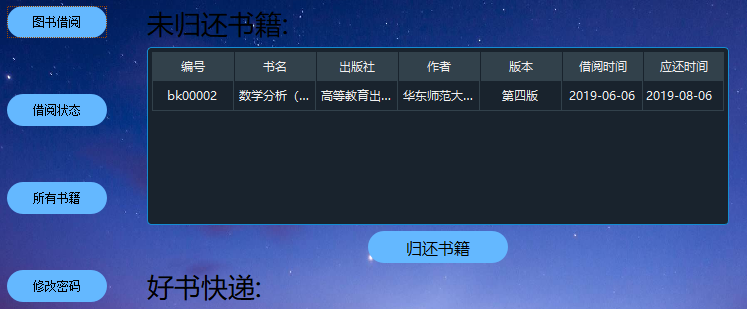 图书借阅
借阅状态
所有书籍
修改密码
未归还书籍:
编号 书名 出版社 作者 版本 借阅时间 应还时间
bk00002 数学分析（... 高等教育出... 华东师范大... 第四版 2019-06-06 2019-08-06
归还书籍
好书快递: